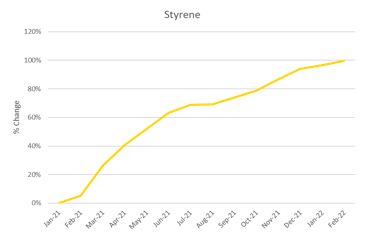 Styrene
120%
100%
80%
60%
40%
20%
0%
% Change
Jan-21
Feb-21
Mar-21
Apr-21
May-21
Jun-21
Jul-21
Aug-21
Sep-21
Oct-21
Nov-21
Dec-21
Jan-22
Feb-22